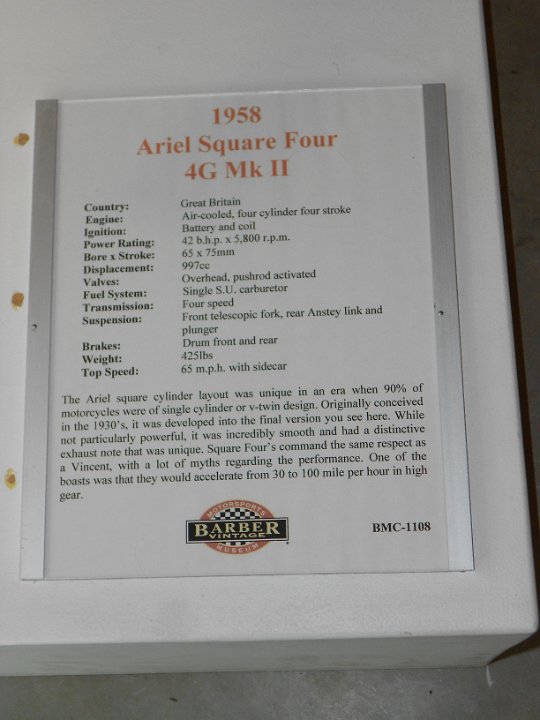 1958
Ariel Square Four
4G Mk II
Country: Great Britain
Engine: Air-cooled, four cylinder four stroke
Ignition: Battery and coil
Power Rating: 42 b.h.p. x 5,800 r.p.m.
Bore x Stroke: 65 x 75mm
Displacement: 997cc
Valves: Overhead, pushrod activated
Fuel System: Single S.U. carburetor
Transmission: Four speed
Suspension: Front telescopic fork, rear Anstey link and
plunger
Brakes: Drum front and rear
Weight: 425lbs
Top Speed: 65 m.p.h. with sidecar
The Ariel square cylinder layout was unique in an era when 90% of
motorcycles were of single cylinder or v-twin design. Originally conceived
in the 1930's, it was developed into the final version you see here. While
not particularly powerful, it was incredibly smooth and had a distinctive
exhaust note that was unique. Square Four's command the same respect as
a Vincent, with a lot of myths regarding the performance. One of the
boasts was that they would accelerate from 30 to 100 mile per hour in high
gear.
MOTORSPORTS
BARBER
VINTAGE
MUSEUM
BMC-1108